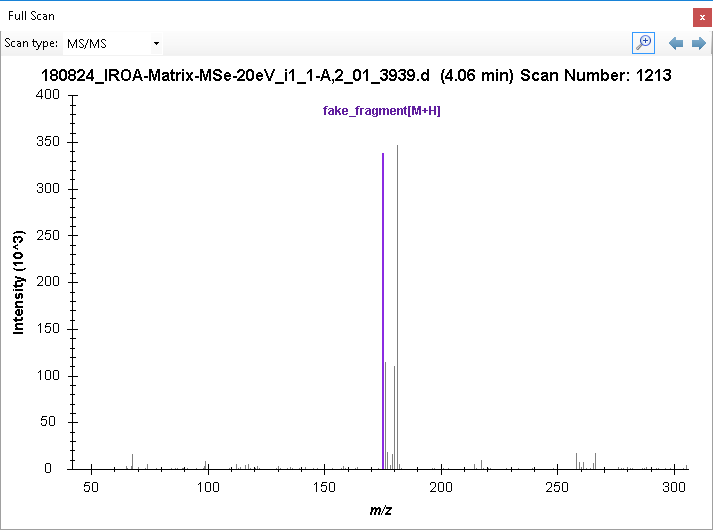 Full Scan
x
Scan type: MS/MS
180824_IROA-Matrix-MSe-20eV_i1_1-A,2_01_3939.d (4.06 min) Scan Number: 1213
fake_fragment[M+H]
Intensity (10^3)
400
350
300
250
200
150
100
50
0
50 100 150 200 250 300
m/z